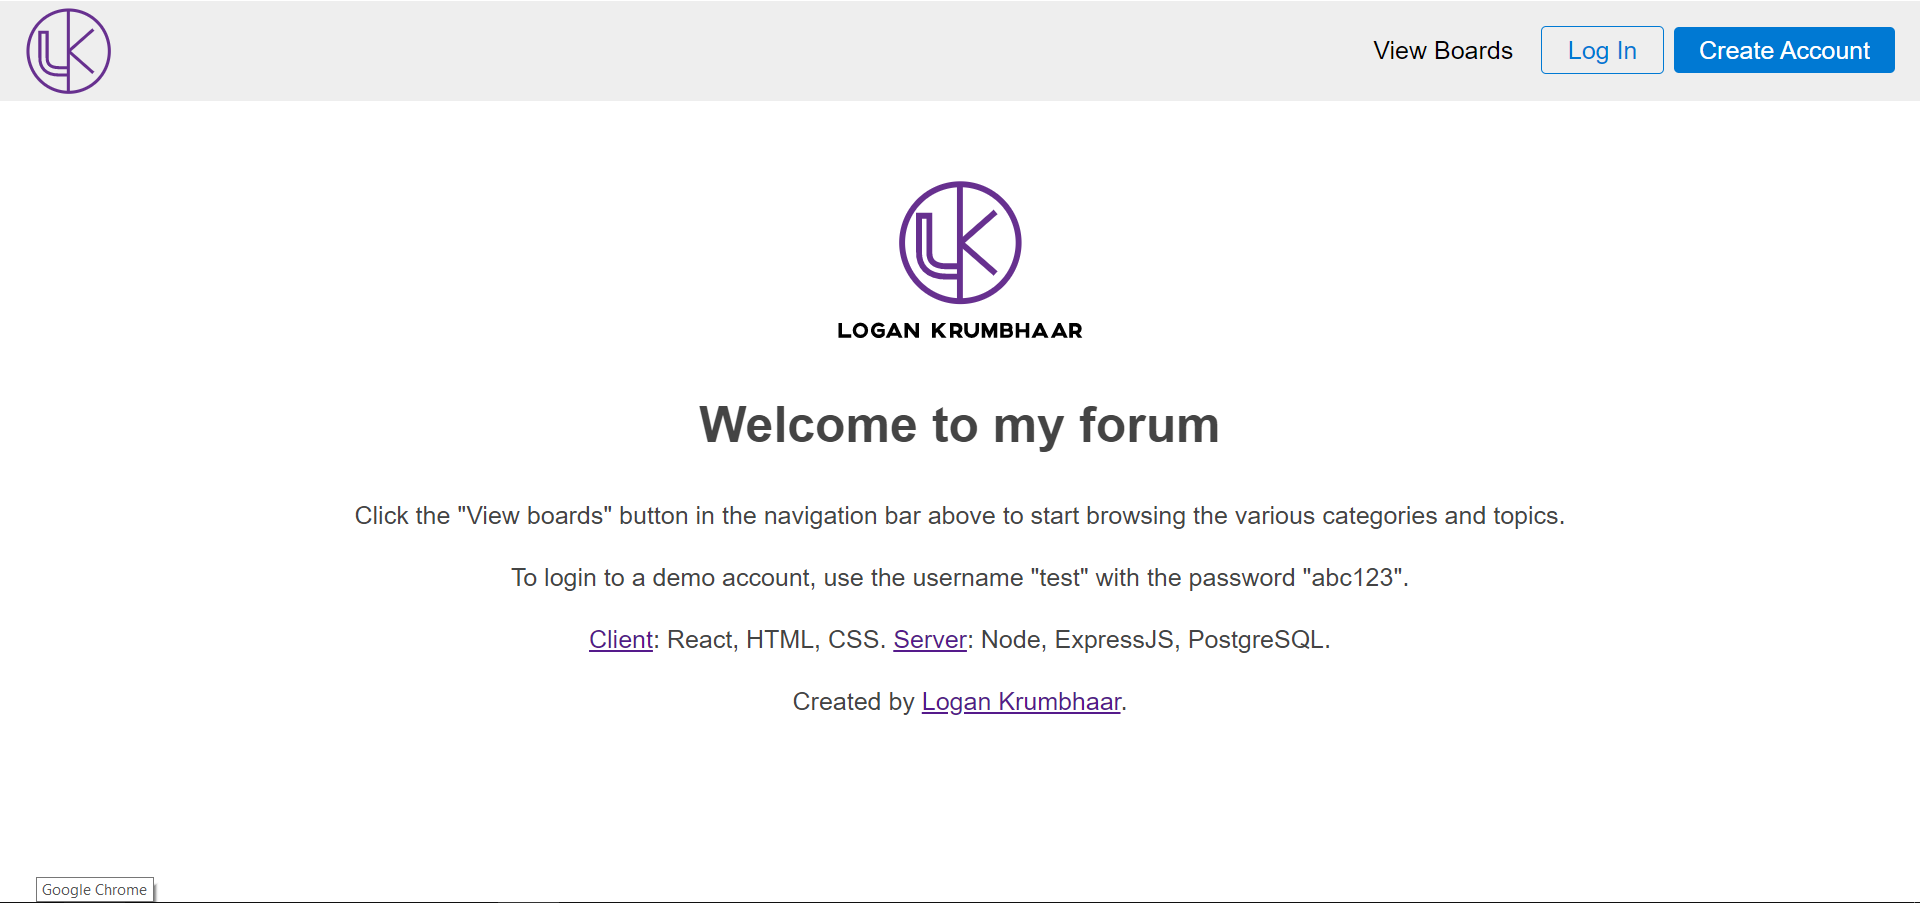 LK
View Boards
Log In
Create Account
LK
LOGAN KRUMBHAAR
Welcome to my forum
Click the "View boards" button in the navigation bar above to start browsing the various categories and topics.
To login to a demo account, use the username "test" with the password "abc123".
Client: React, HTML, CSS. Server: Node, ExpressJS, PostgreSQL.
Created by Logan Krumbhaar.
Google Chrome